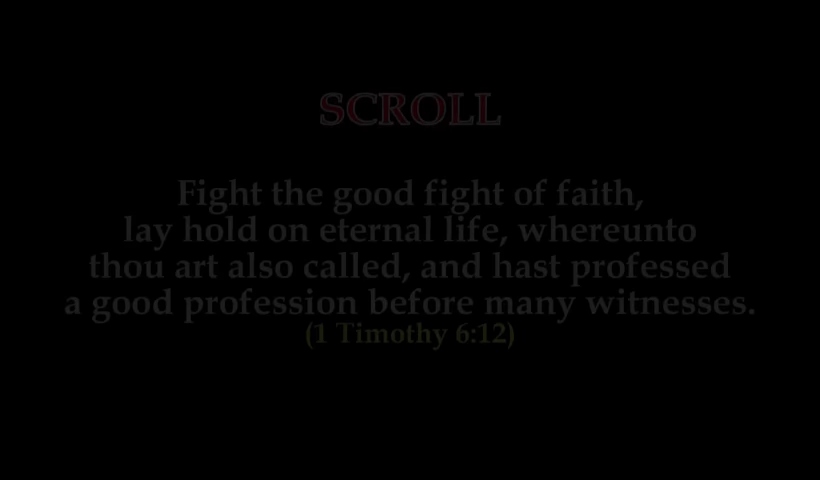 SCROLL
Fight the good fight of faith,
lay hold on eternal life, whereunto
thou art also called, and hast professed
a good profession before many witnesses.
(1 Timothy 6:12)